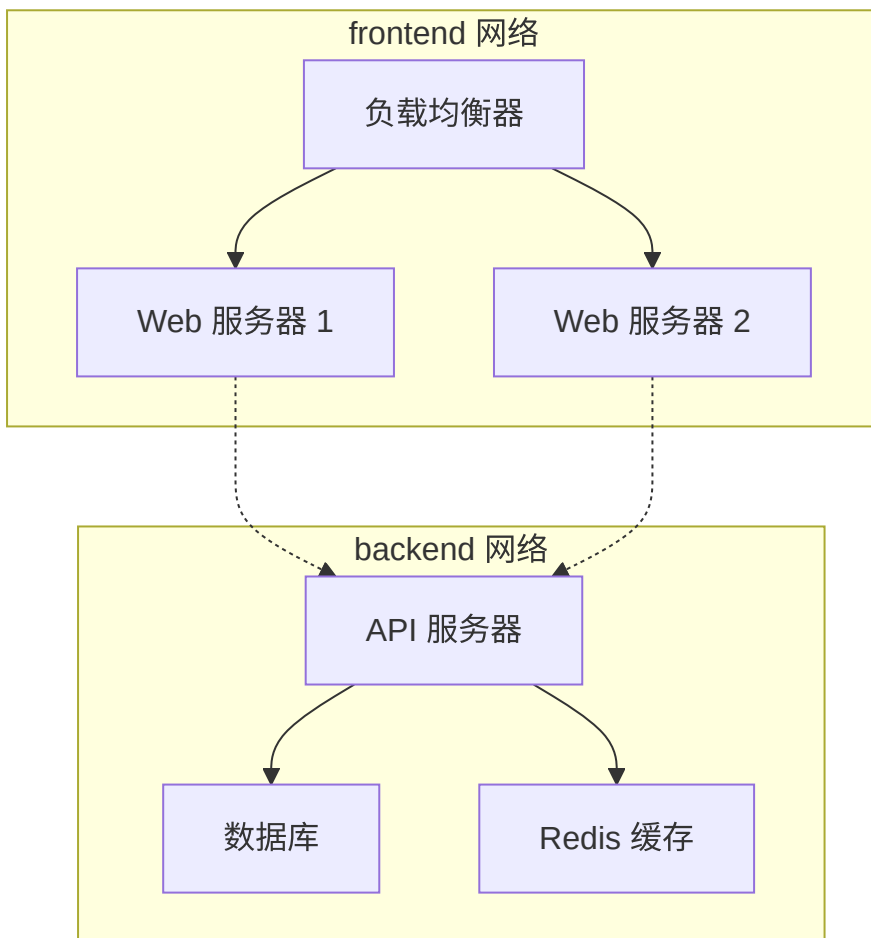 frontend 网络
负载均衡器
Web 服务器 1
Web 服务器 2
backend 网络
API 服务器
数据库
Redis 缓存